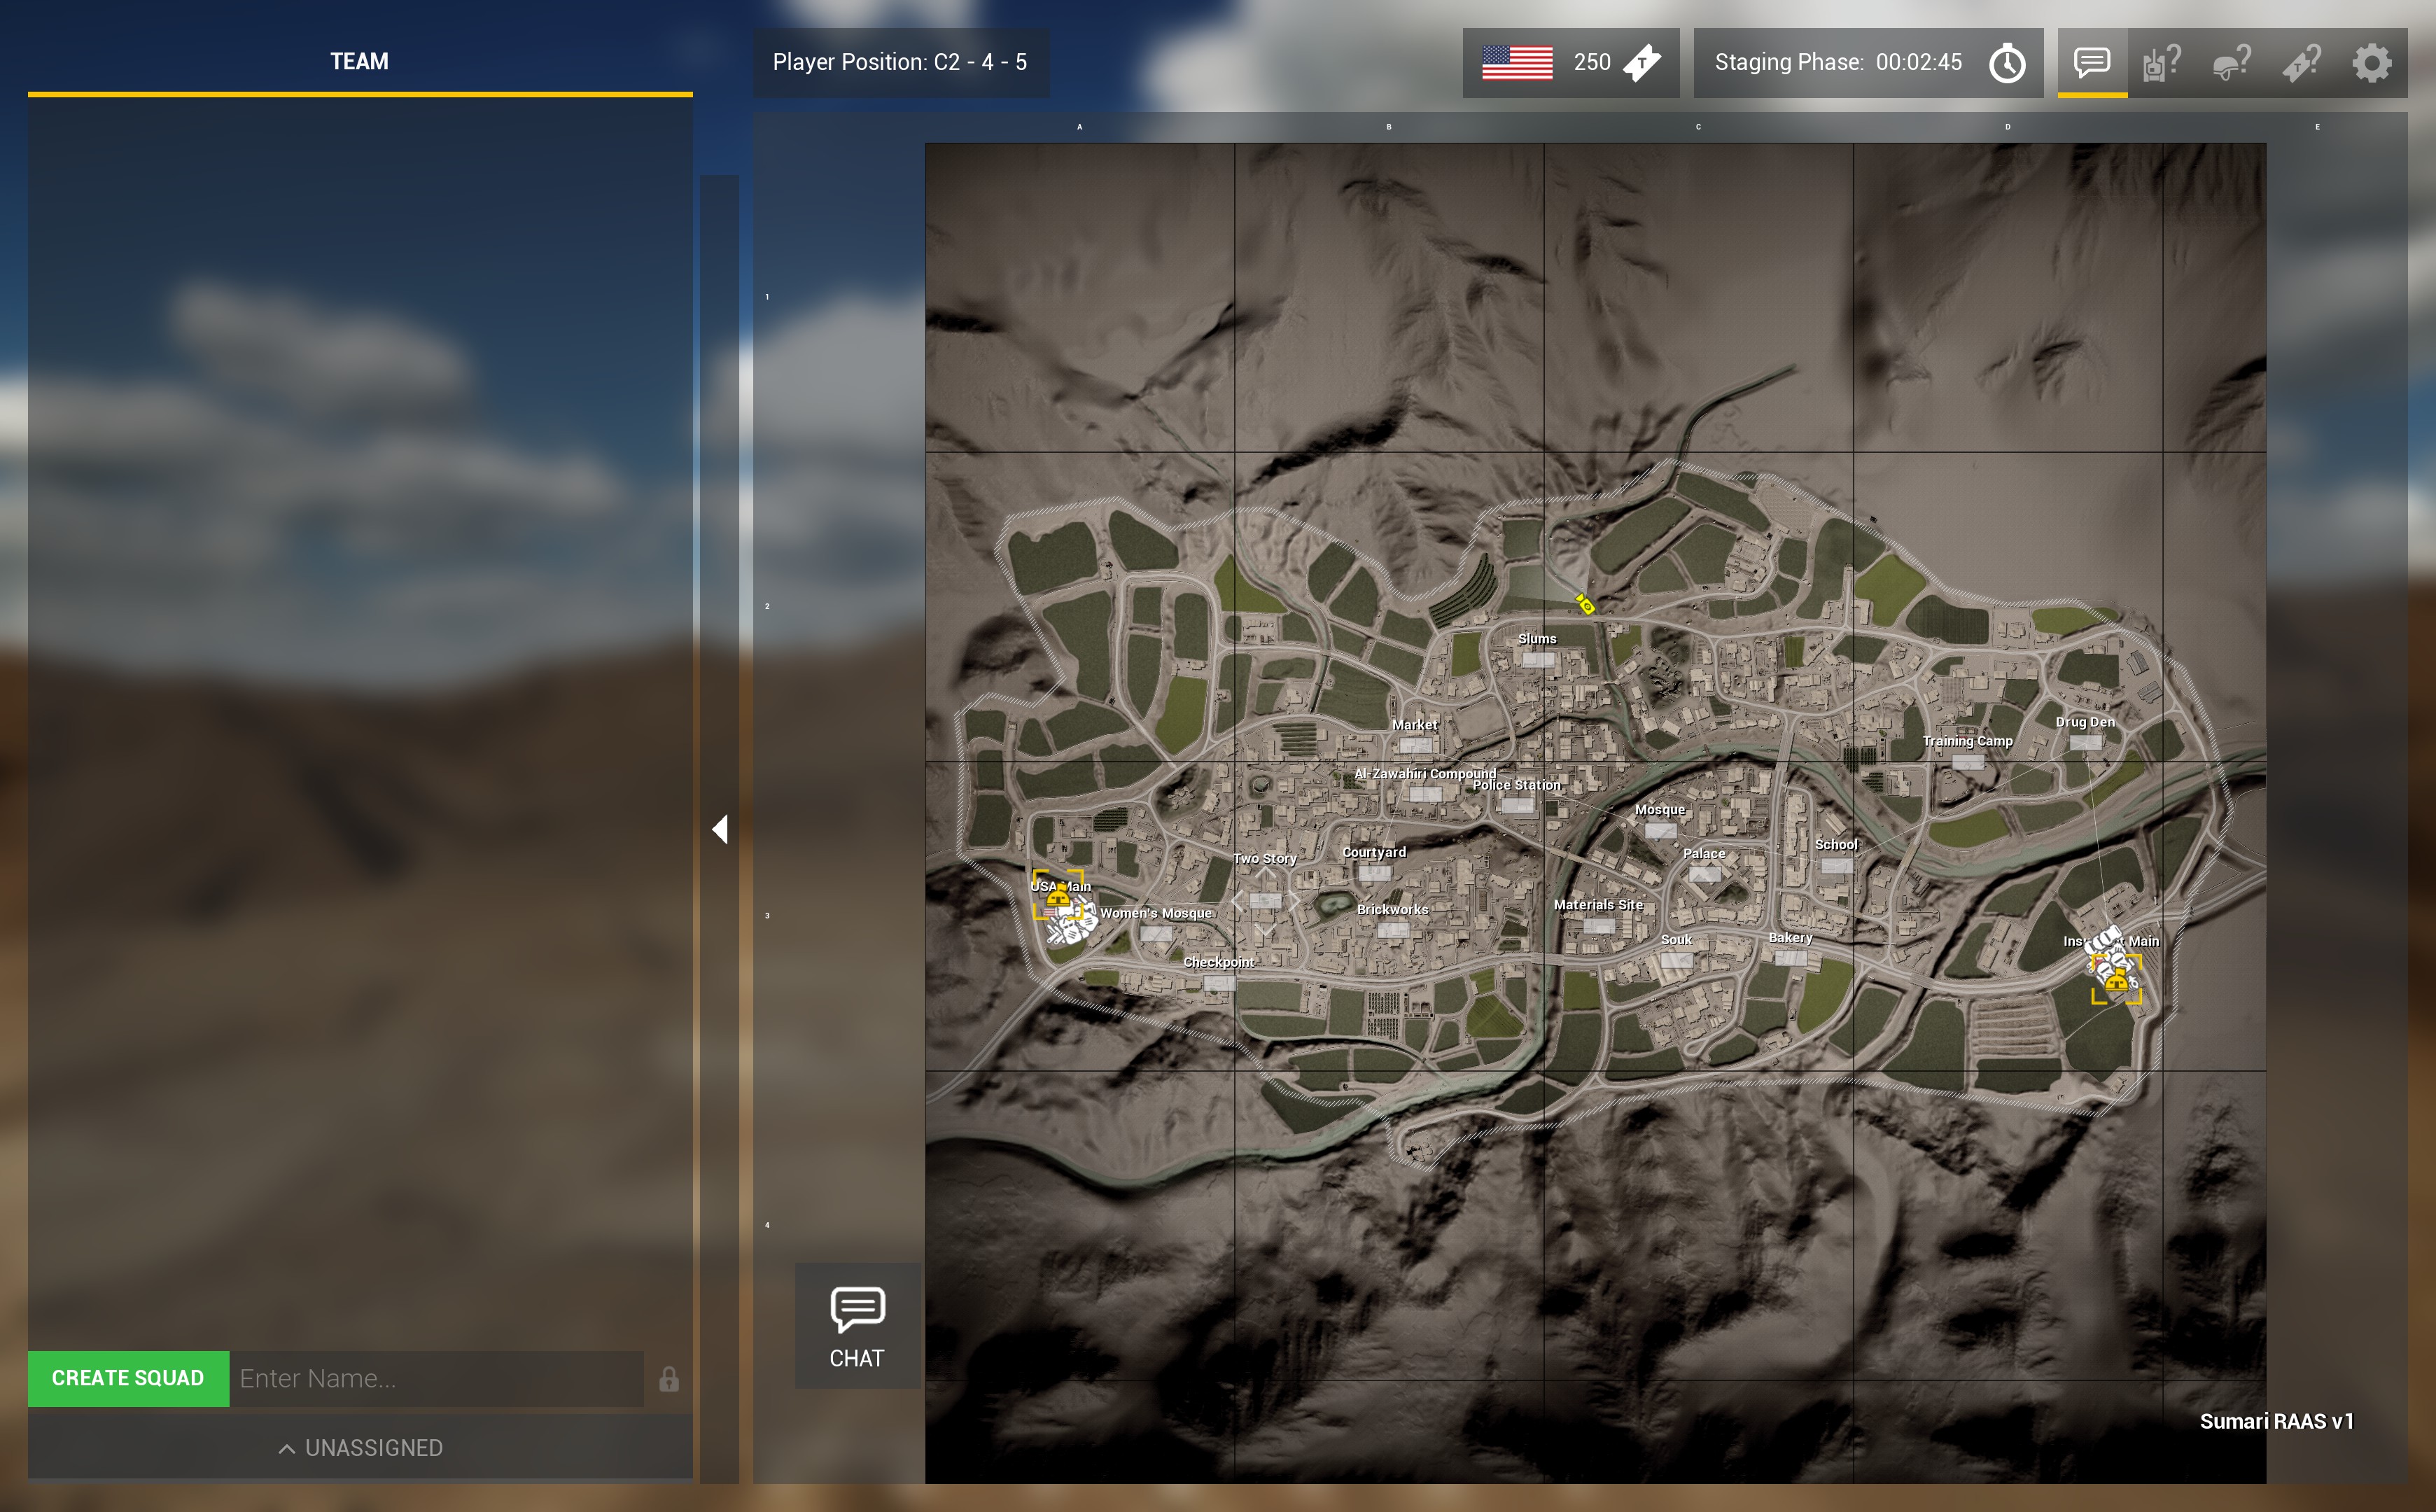 TEAM
Player Position: C2 - 4 - 5
250
T
Staging Phase: 00:02:45
?
?
T?
A
B
C
D
E
1
2
3
4
Slums
Market
Drug Den
Training Camp
Al-Zawahiri Compound
Police Station
Mosque
School
Courtyard
Palace
Two Story
USA Main
Materials Site
Brickworks
Women's Mosque
Bakery
Souk
Main
Checkpoint
CHAT
CREATE SQUAD
Enter Name...
UNASSIGNED
Sumari RAAS v1